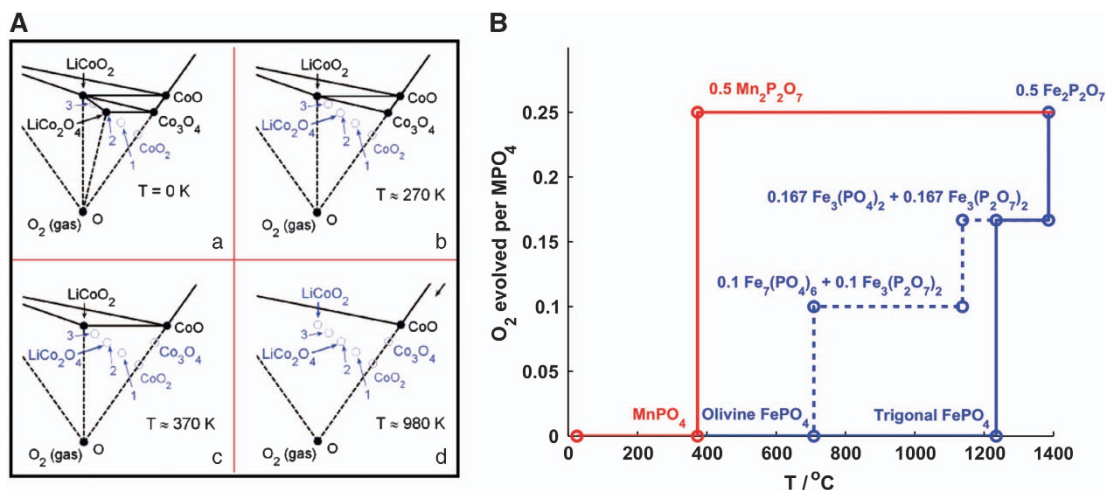 A
LiCoO₂
3
CoO
LiCo₂O₄
Co₃O₄
2
CoO₂
1
T = 0 K
O₂ (gas)
O
a
LiCoO₂
3
CoO
LiCo₂O₄
Co₃O₄
2
CoO₂
1
T ≈ 270 K
O₂ (gas)
O
b
LiCoO₂
3
CoO
LiCo₂O₄
Co₃O₄
2
CoO₂
1
T ≈ 370 K
O₂ (gas)
O
c
LiCoO₂
3
CoO
LiCo₂O₄
Co₃O₄
2
CoO₂
1
T ≈ 980 K
O₂ (gas)
O
d
B
O₂ evolved per MPO₄
0.25
0.2
0.15
0.1
0.05
0
0.5 Mn₂P₂O₇
0.5 Fe₂P₂O₇
0.167 Fe₃(PO₄)₂ + 0.167 Fe₃(P₂O₇)₂
0.1 Fe₇(PO₄)₆ + 0.1 Fe₃(P₂O₇)₂
MnPO₄
Olivine FePO₄
Trigonal FePO₄
0
200
400
600
800
1000
1200
1400
T / °C